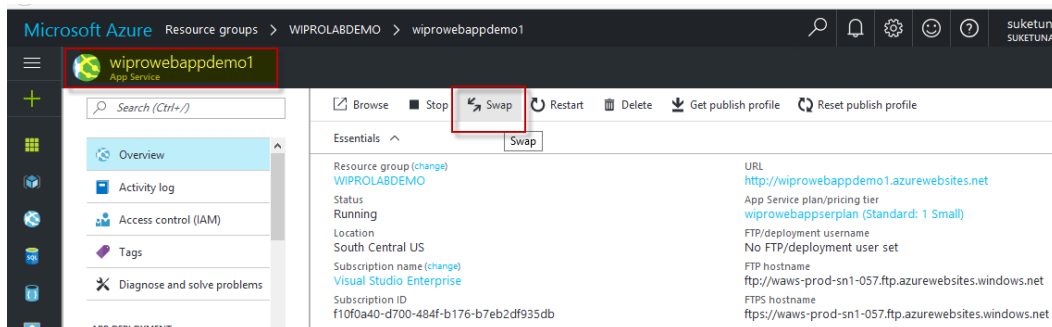 Microsoft Azure Resource groups > WIPROLABDEMO > wiprowebappdemo1
suketun
SUKETUNA
wiprowebappdemo1
App Service
Search (Ctrl+/)
Overview
Activity log
Access control (IAM)
Tags
Diagnose and solve problems
SQL
Browse Stop Swap Restart Delete Get publish profile Reset publish profile
Essentials
Swap
Resource group (change)
WIPROLABDEMO
Status
Running
Location
South Central US
Subscription name (change)
Visual Studio Enterprise
Subscription ID
f10f0a40-d700-484f-b176-b7eb2df935db
URL
http://wiprowebappdemo1.azurewebsites.net
App Service plan/pricing tier
wiprowebappserplan (Standard: 1 Small)
FTP/deployment username
No FTP/deployment user set
FTP hostname
ftp://waws-prod-sn1-057.ftp.azurewebsites.windows.net
FTPS hostname
ftps://waws-prod-sn1-057.ftp.azurewebsites.windows.net